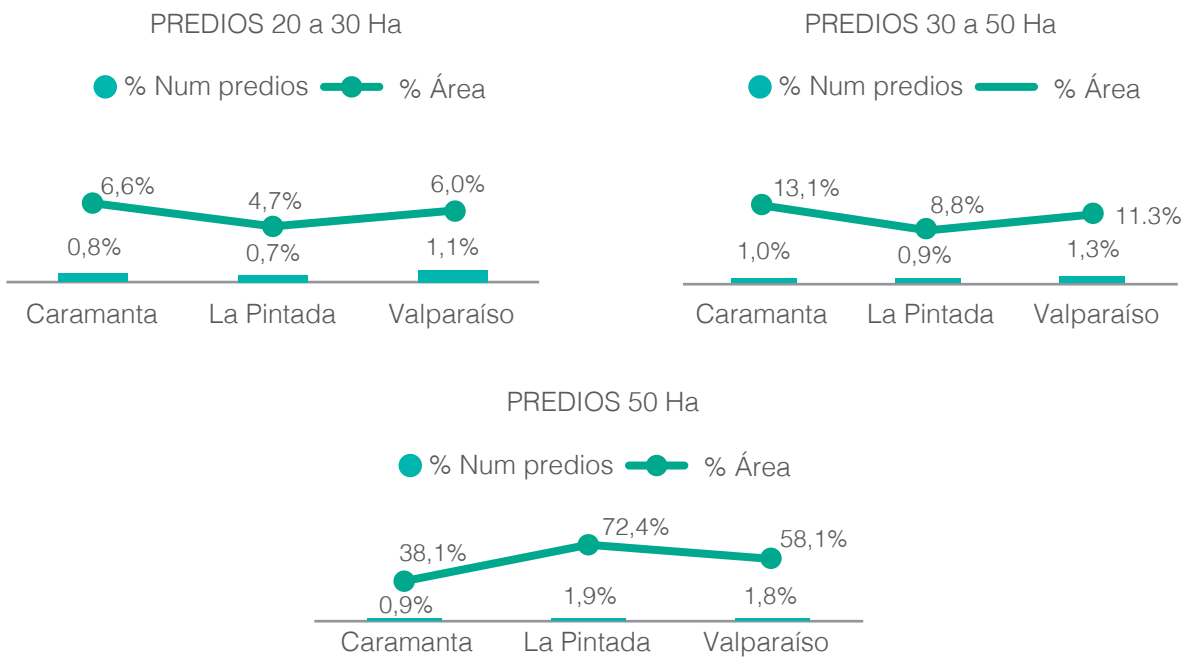 PREDIOS 20 a 30 Ha
% Num predios % Área
6,6% 4,7% 6,0%
0,8% 0,7% 1,1%
Caramanta La Pintada Valparaíso
PREDIOS 30 a 50 Ha
% Num predios % Área
13,1% 8,8% 11.3%
1,0% 0,9% 1,3%
Caramanta La Pintada Valparaíso
PREDIOS 50 Ha
% Num predios % Área
38,1% 72,4% 58,1%
0,9% 1,9% 1,8%
Caramanta La Pintada Valparaíso